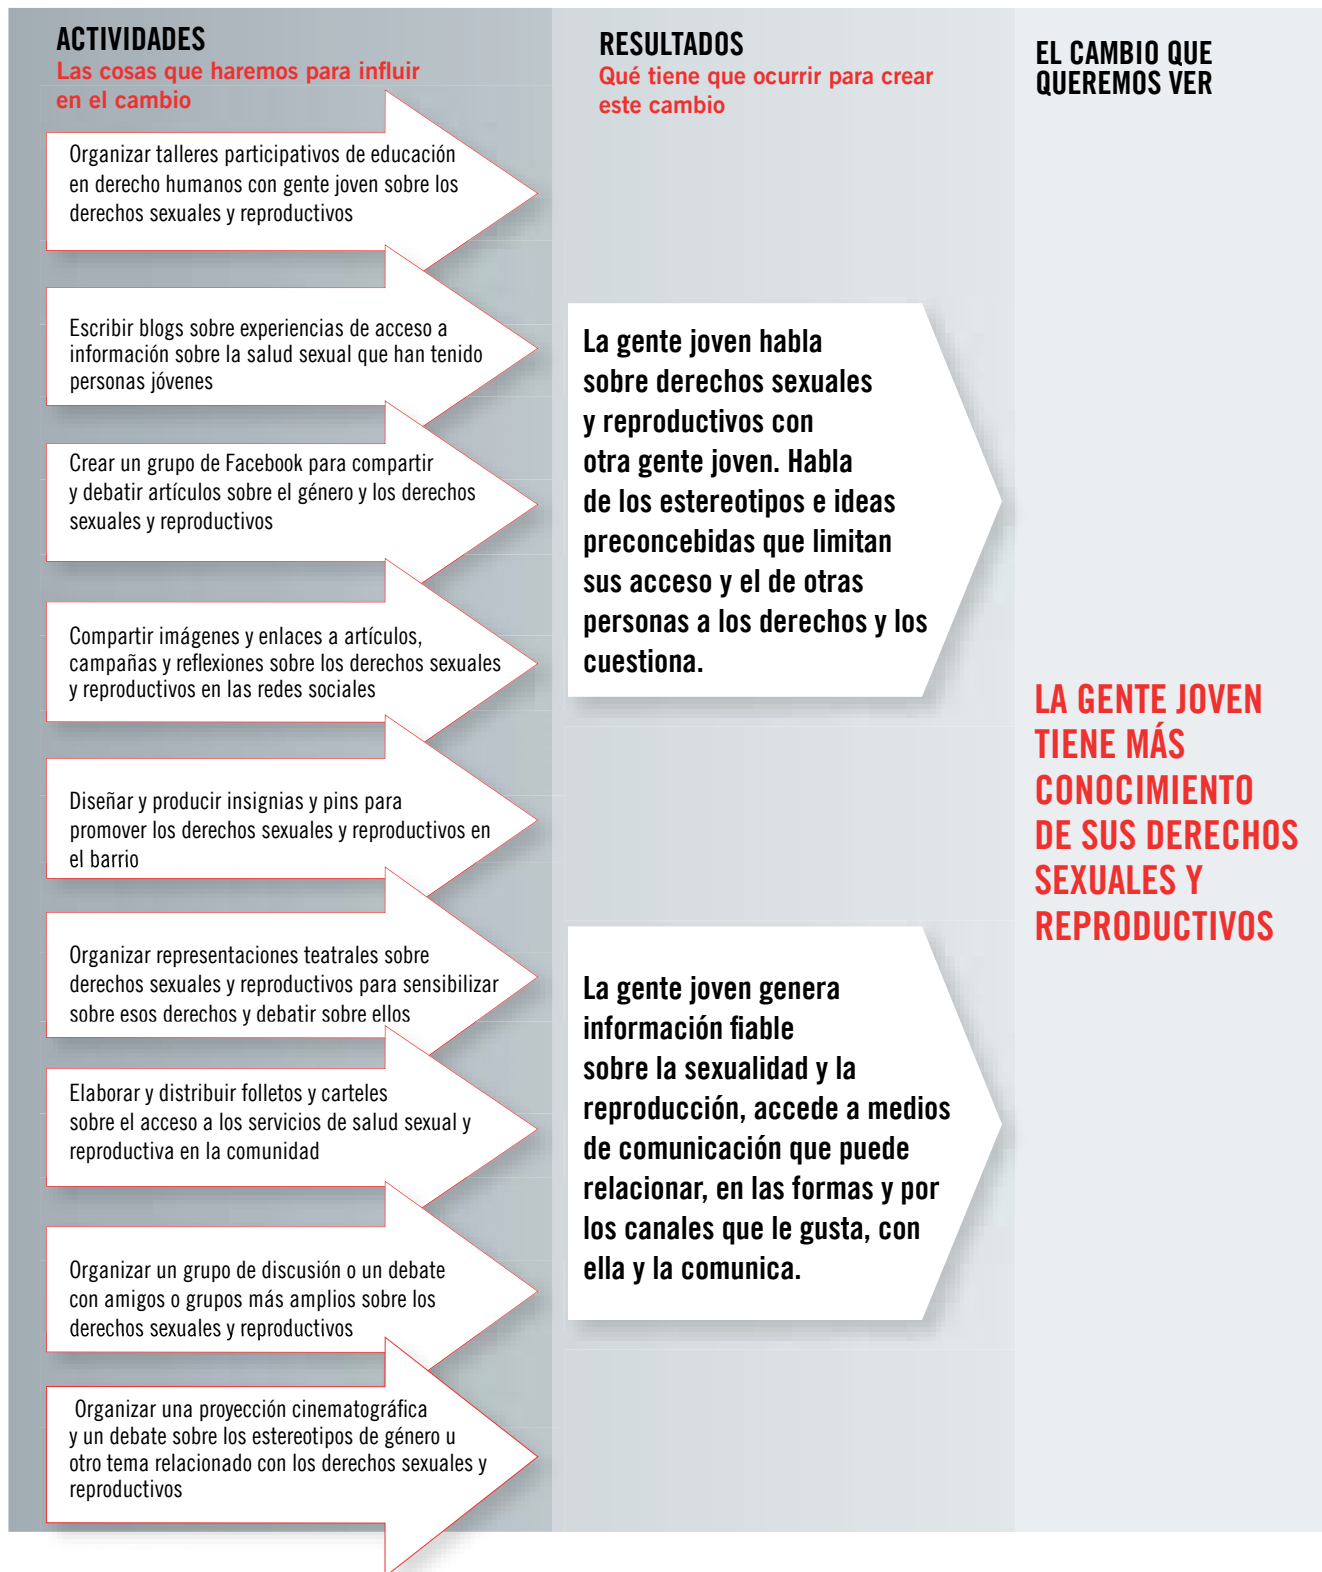 ACTIVIDADES
Las cosas que haremos para influir
en el cambio
Organizar talleres participativos de educación
en derecho humanos con gente joven sobre los
derechos sexuales y reproductivos
Escribir blogs sobre experiencias de acceso a
información sobre la salud sexual que han tenido
personas jóvenes
Crear un grupo de Facebook para compartir
y debatir artículos sobre el género y los derechos
sexuales y reproductivos
Compartir imágenes y enlaces a artículos,
campañas y reflexiones sobre los derechos sexuales
y reproductivos en las redes sociales
Diseñar y producir insignias y pins para
promover los derechos sexuales y reproductivos en
el barrio
Organizar representaciones teatrales sobre
derechos sexuales y reproductivos para sensibilizar
sobre esos derechos y debatir sobre ellos
Elaborar y distribuir folletos y carteles
sobre el acceso a los servicios de salud sexual y
reproductiva en la comunidad
Organizar un grupo de discusión o un debate
con amigos o grupos más amplios sobre los
derechos sexuales y reproductivos
Organizar una proyección cinematográfica
y un debate sobre los estereotipos de género u
otro tema relacionado con los derechos sexuales y
reproductivos
RESULTADOS
Qué tiene que ocurrir para crear
este cambio
La gente joven habla
sobre derechos sexuales
y reproductivos con
otra gente joven. Habla
de los estereotipos e ideas
preconcebidas que limitan
sus acceso y el de otras
personas a los derechos y los
cuestiona.
La gente joven genera
información fiable
sobre la sexualidad y la
reproducción, accede a medios
de comunicación que puede
relacionar, en las formas y por
los canales que le gusta, con
ella y la comunica.
EL CAMBIO QUE
QUEREMOS VER
LA GENTE JOVEN
TIENE MÁS
CONOCIMIENTO
DE SUS DERECHOS
SEXUALES Y
REPRODUCTIVOS